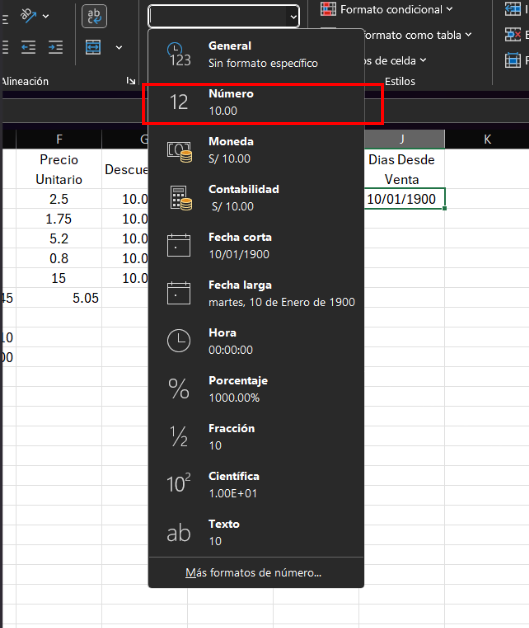 ab
Formato condicional
formato como tabla
os de celda
Alineación
Estilos
General
Sin formato específico
123
12
Número
10.00
Moneda
S/ 10.00
Contabilidad
S/ 10.00
Fecha corta
10/01/1900
Fecha larga
martes, 10 de Enero de 1900
Hora
00:00:00
%
Porcentaje
1000.00%
½
Fracción
10
10²
Científica
1.00E+01
ab
Texto
10
Más formatos de número...
F
G
J
K
Precio
Unitario
Descue
Dias Desde
Venta
2.5
10.0
10/01/1900
1.75
10.0
5.2
10.0
0.8
10.0
15
10.0
45
5.05
10
00